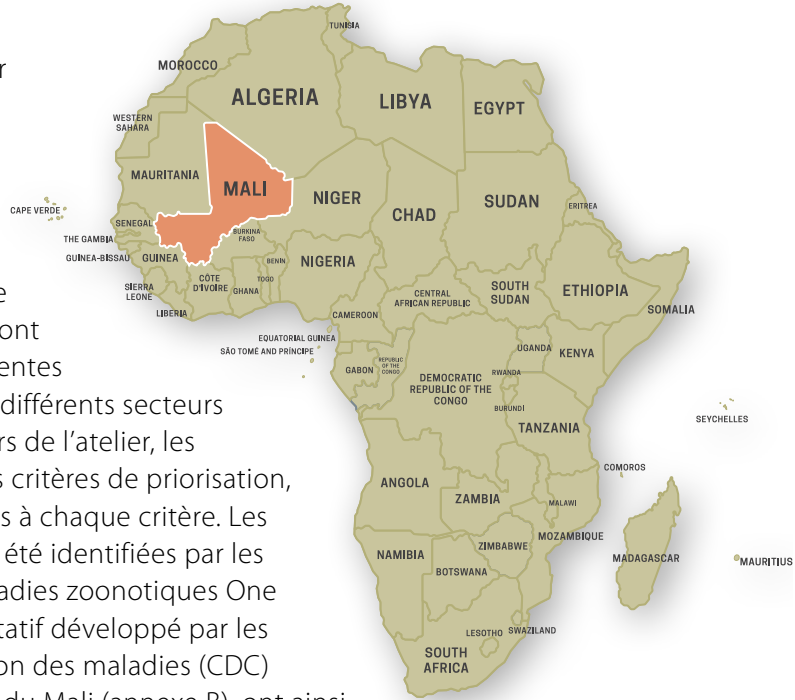 r
e
ont
entes
différents secteurs
rs de l’atelier, les
s critères de priorisation,
s à chaque critère. Les
été identifiées par les
adies zoonotiques One
tatif développé par les
on des maladies (CDC)
du Mali (annexe B), ont ainsi
TUNISIA
MOROCCO
ALGERIA
LIBYA
EGYPT
WESTERN
SAHARA
MAURITANIA
MALI
NIGER
CHAD
SUDAN
ERITREA
CAPE VERDE
SENEGAL
THE GAMBIA
GUINEA-BISSAU
GUINEA
BURKINA
FASO
BENIN
NIGERIA
SIERRA
LEONE
CÔTE
D'IVOIRE
GHANA
TOGO
LIBERIA
CAMEROON
CENTRAL
AFRICAN REPUBLIC
SOUTH
SUDAN
ETHIOPIA
SOMALIA
EQUATORIAL GUINEA
SÃO TOMÉ AND PRÍNCIPE
GABON
REPUBLIC
OF THE
CONGO
DEMOCRATIC
REPUBLIC OF THE
CONGO
UGANDA
KENYA
RWANDA
BURUNDI
TANZANIA
SEYCHELLES
COMOROS
ANGOLA
ZAMBIA
MALAWI
MOZAMBIQUE
ZIMBABWE
NAMIBIA
BOTSWANA
MADAGASCAR
MAURITIUS
LESOTHO
SWAZILAND
SOUTH
AFRICA